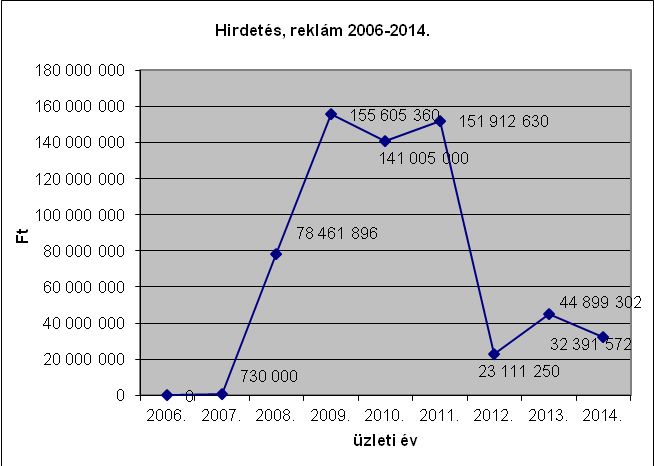 Hirdetés, reklám 2006-2014.
180 000 000
160 000 000
140 000 000
120 000 000
100 000 000
80 000 000
60 000 000
40 000 000
20 000 000
0
Ft
155 605 360
151 912 630
141 005 000
78 461 896
44 899 302
32 391 572
23 111 250
730 000
0
2006. 2007. 2008. 2009. 2010. 2011. 2012. 2013. 2014.
üzleti év